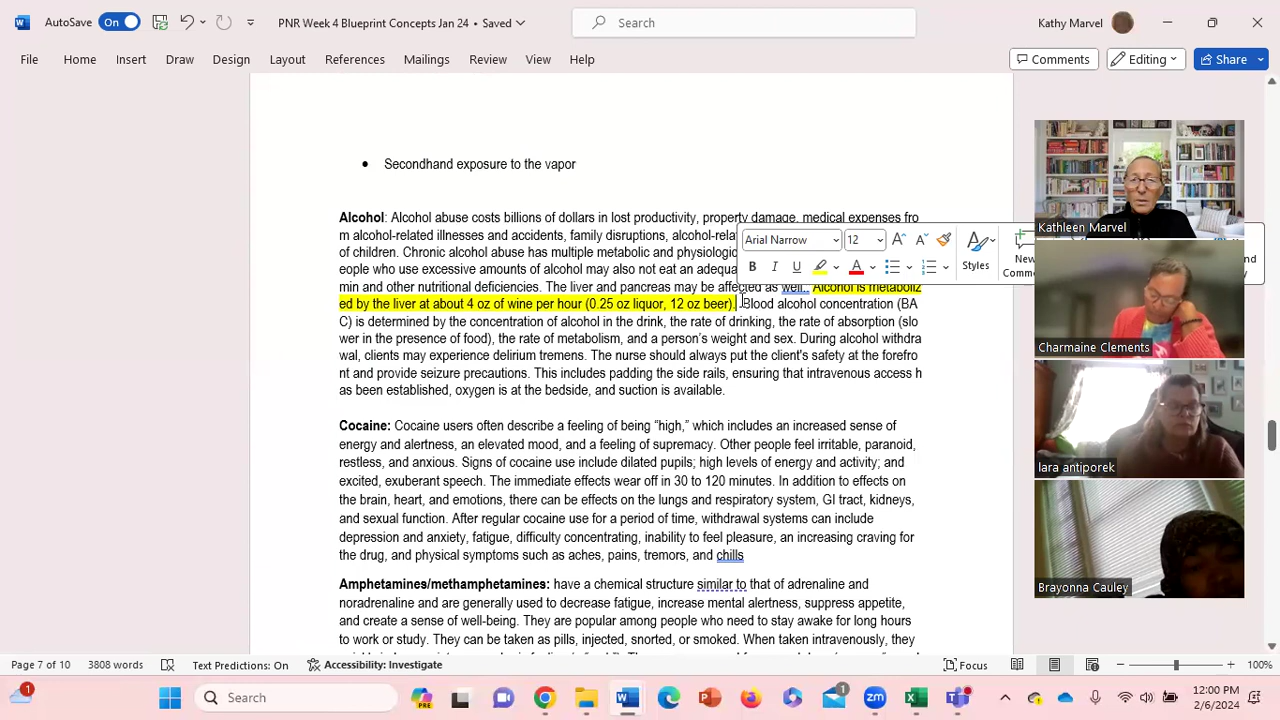 AutoSave On PNR Week 4 Blueprint Concepts Jan 24 • Saved Search Kathy Marvel
File Home Insert Draw Design Layout References Mailings Review View Help Comments Editing Share
• Secondhand exposure to the vapor
Alcohol: Alcohol abuse costs billions of dollars in lost productivity, property damage, medical expenses fro
m alcohol-related illnesses and accidents, family disruptions, alcohol-rela
of children. Chronic alcohol abuse has multiple metabolic and physiolog
eople who use excessive amounts of alcohol may also not eat an adequa
min and other nutritional deficiencies. The liver and pancreas may be affected as well.. Alcohol is metaboliz
ed by the liver at about 4 oz of wine per hour (0.25 oz liquor, 12 oz beer). Blood alcohol concentration (BA
C) is determined by the concentration of alcohol in the drink, the rate of drinking, the rate of absorption (slo
wer in the presence of food), the rate of metabolism, and a person's weight and sex. During alcohol withdra
wal, clients may experience delirium tremens. The nurse should always put the client's safety at the forefro
nt and provide seizure precautions. This includes padding the side rails, ensuring that intravenous access h
as been established, oxygen is at the bedside, and suction is available.
Arial Narrow 12 A A
B I U A Styles New
Comme nd
Cocaine: Cocaine users often describe a feeling of being "high," which includes an increased sense of
energy and alertness, an elevated mood, and a feeling of supremacy. Other people feel irritable, paranoid,
restless, and anxious. Signs of cocaine use include dilated pupils; high levels of energy and activity; and
excited, exuberant speech. The immediate effects wear off in 30 to 120 minutes. In addition to effects on
the brain, heart, and emotions, there can be effects on the lungs and respiratory system, GI tract, kidneys,
and sexual function. After regular cocaine use for a period of time, withdrawal systems can include
depression and anxiety, fatigue, difficulty concentrating, inability to feel pleasure, an increasing craving for
the drug, and physical symptoms such as aches, pains, tremors, and chills
Amphetamines/methamphetamines: have a chemical structure similar to that of adrenaline and
noradrenaline and are generally used to decrease fatigue, increase mental alertness, suppress appetite,
and create a sense of well-being. They are popular among people who need to stay awake for long hours
to work or study. They can be taken as pills, injected, snorted, or smoked. When taken intravenously, they
Kathleen Marvel
Charmaine Clements
lara antiporek
Brayonna Cauley
Page 7 of 10 3808 words Text Predictions: On Accessibility: Investigate Focus 100%
1 Search PRE 1 zm 12:00 PM
2/6/2024